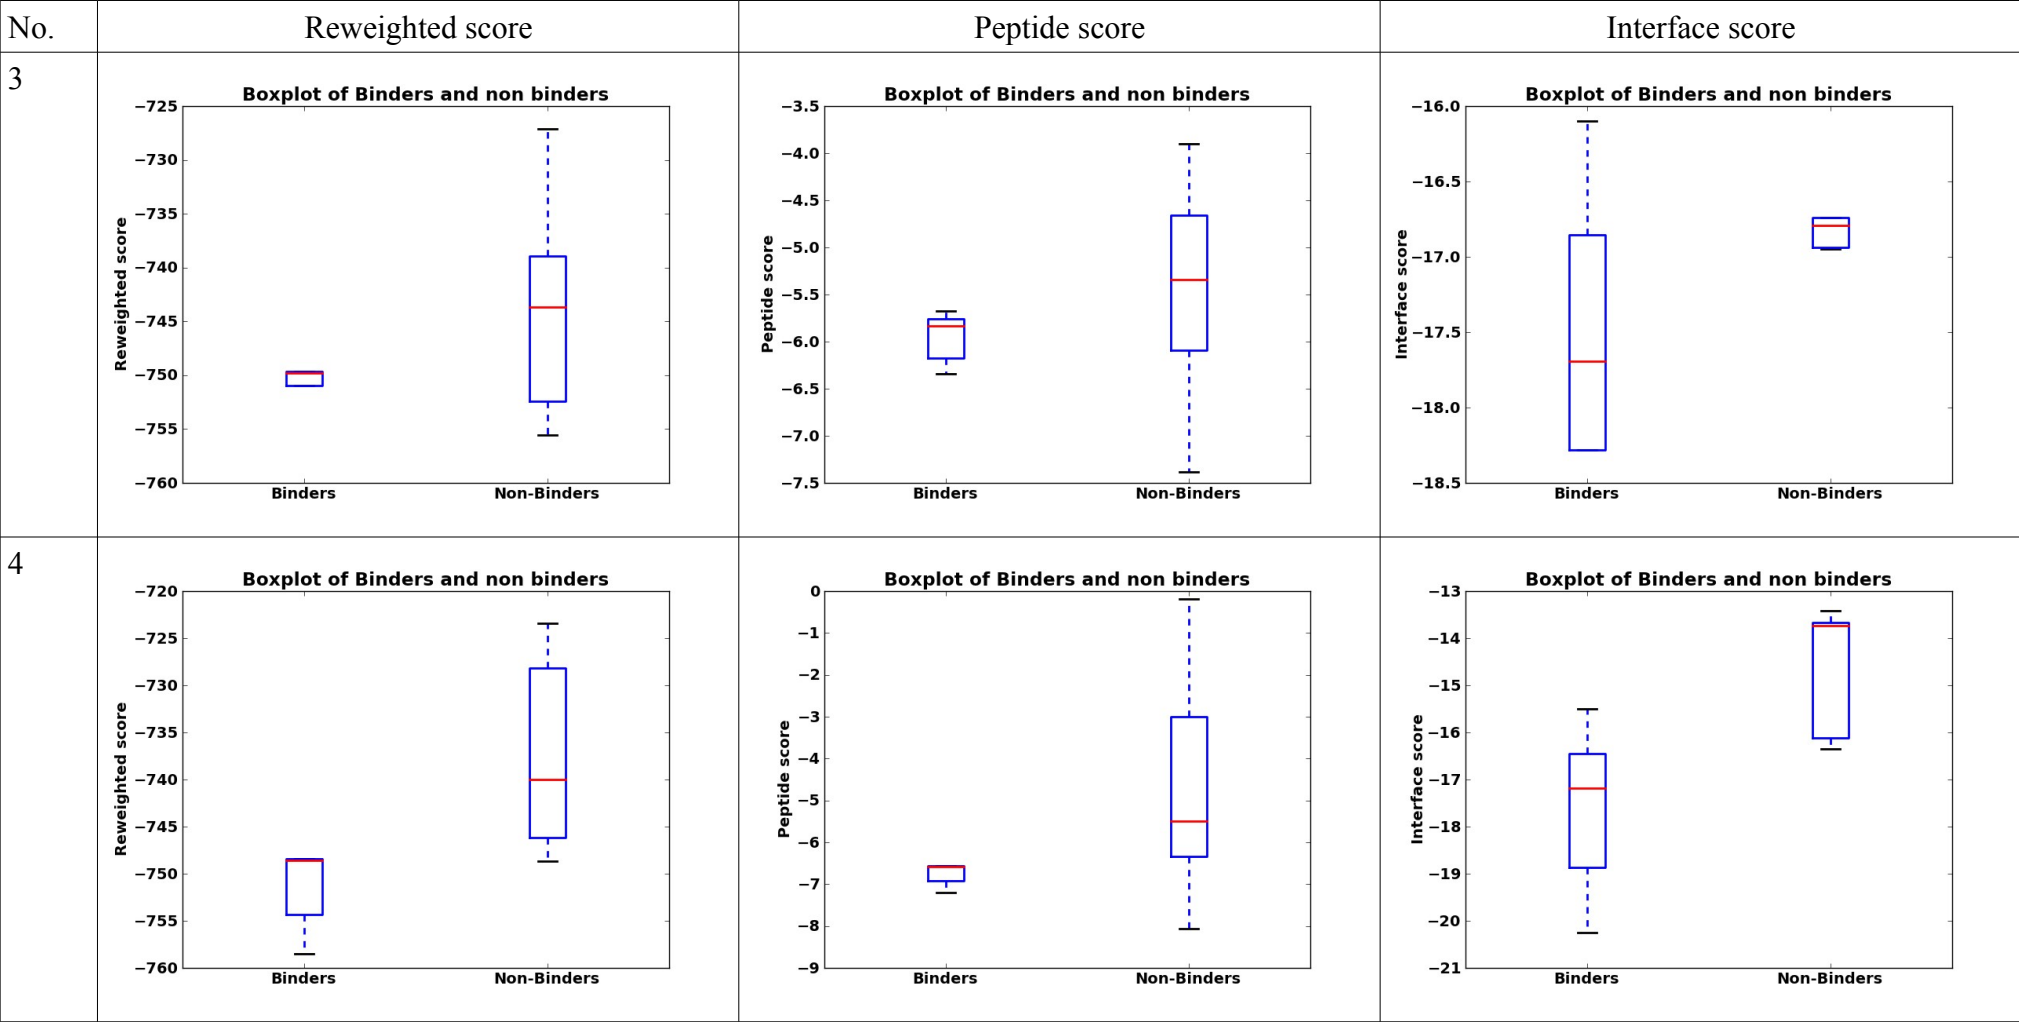 No. Reweighted score Peptide score Interface score
3
Boxplot of Binders and non binders
−725
−730
−735
−740
−745
−750
−755
−760
Reweighted score
Binders Non-Binders
Boxplot of Binders and non binders
−3.5
−4.0
−4.5
−5.0
−5.5
−6.0
−6.5
−7.0
−7.5
Peptide score
Binders Non-Binders
Boxplot of Binders and non binders
−16.0
−16.5
−17.0
−17.5
−18.0
−18.5
Interface score
Binders Non-Binders
4
Boxplot of Binders and non binders
−720
−725
−730
−735
−740
−745
−750
−755
−760
Reweighted score
Binders Non-Binders
Boxplot of Binders and non binders
0
−1
−2
−3
−4
−5
−6
−7
−8
−9
Peptide score
Binders Non-Binders
Boxplot of Binders and non binders
−13
−14
−15
−16
−17
−18
−19
−20
−21
Interface score
Binders Non-Binders